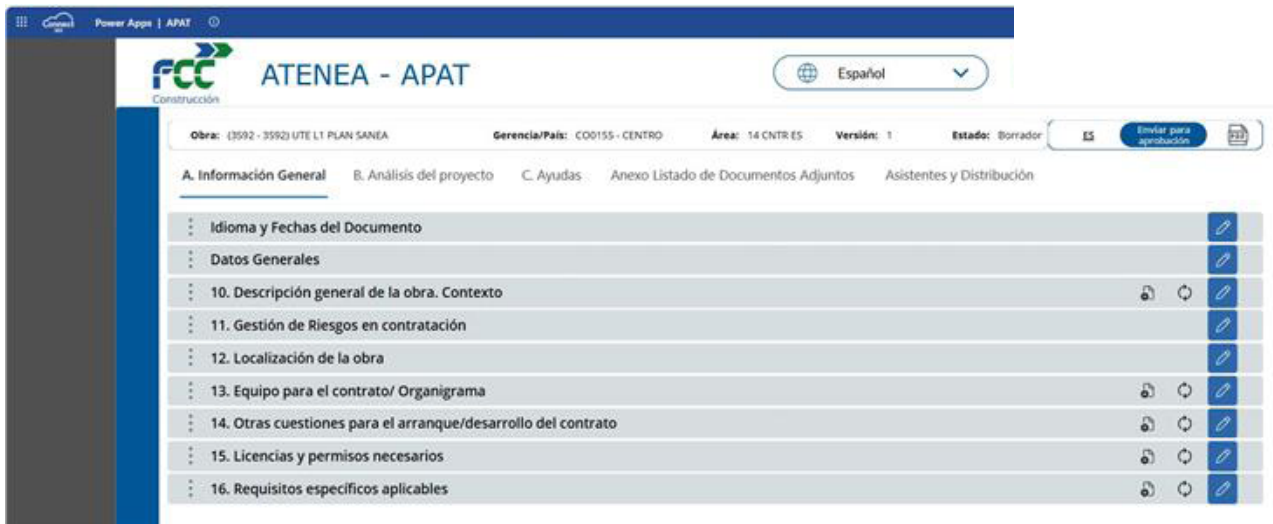 Connect
Power Apps | APAT
FCC
Construcción
ATENEA - APAT
Español
Obra: (3592 - 3592) UTE L1 PLAN SANEA Gerencia/País: CO0155 - CENTRO Área: 14 CNTR ES Versión: 1 Estado: Borrador ES Enviar para
aprobación PDF
A. Información General B. Análisis del proyecto C. Ayudas Anexo Listado de Documentos Adjuntos Asistentes y Distribución
Idioma y Fechas del Documento
Datos Generales
10. Descripción general de la obra. Contexto
11. Gestión de Riesgos en contratación
12. Localización de la obra
13. Equipo para el contrato/ Organigrama
14. Otras cuestiones para el arranque/desarrollo del contrato
15. Licencias y permisos necesarios
16. Requisitos específicos aplicables